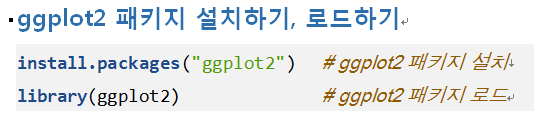 ggplot2 패키지 설치하기, 로드하기
install.packages("ggplot2") # ggplot2 패키지 설치
library(ggplot2) # ggplot2 패키지 로드